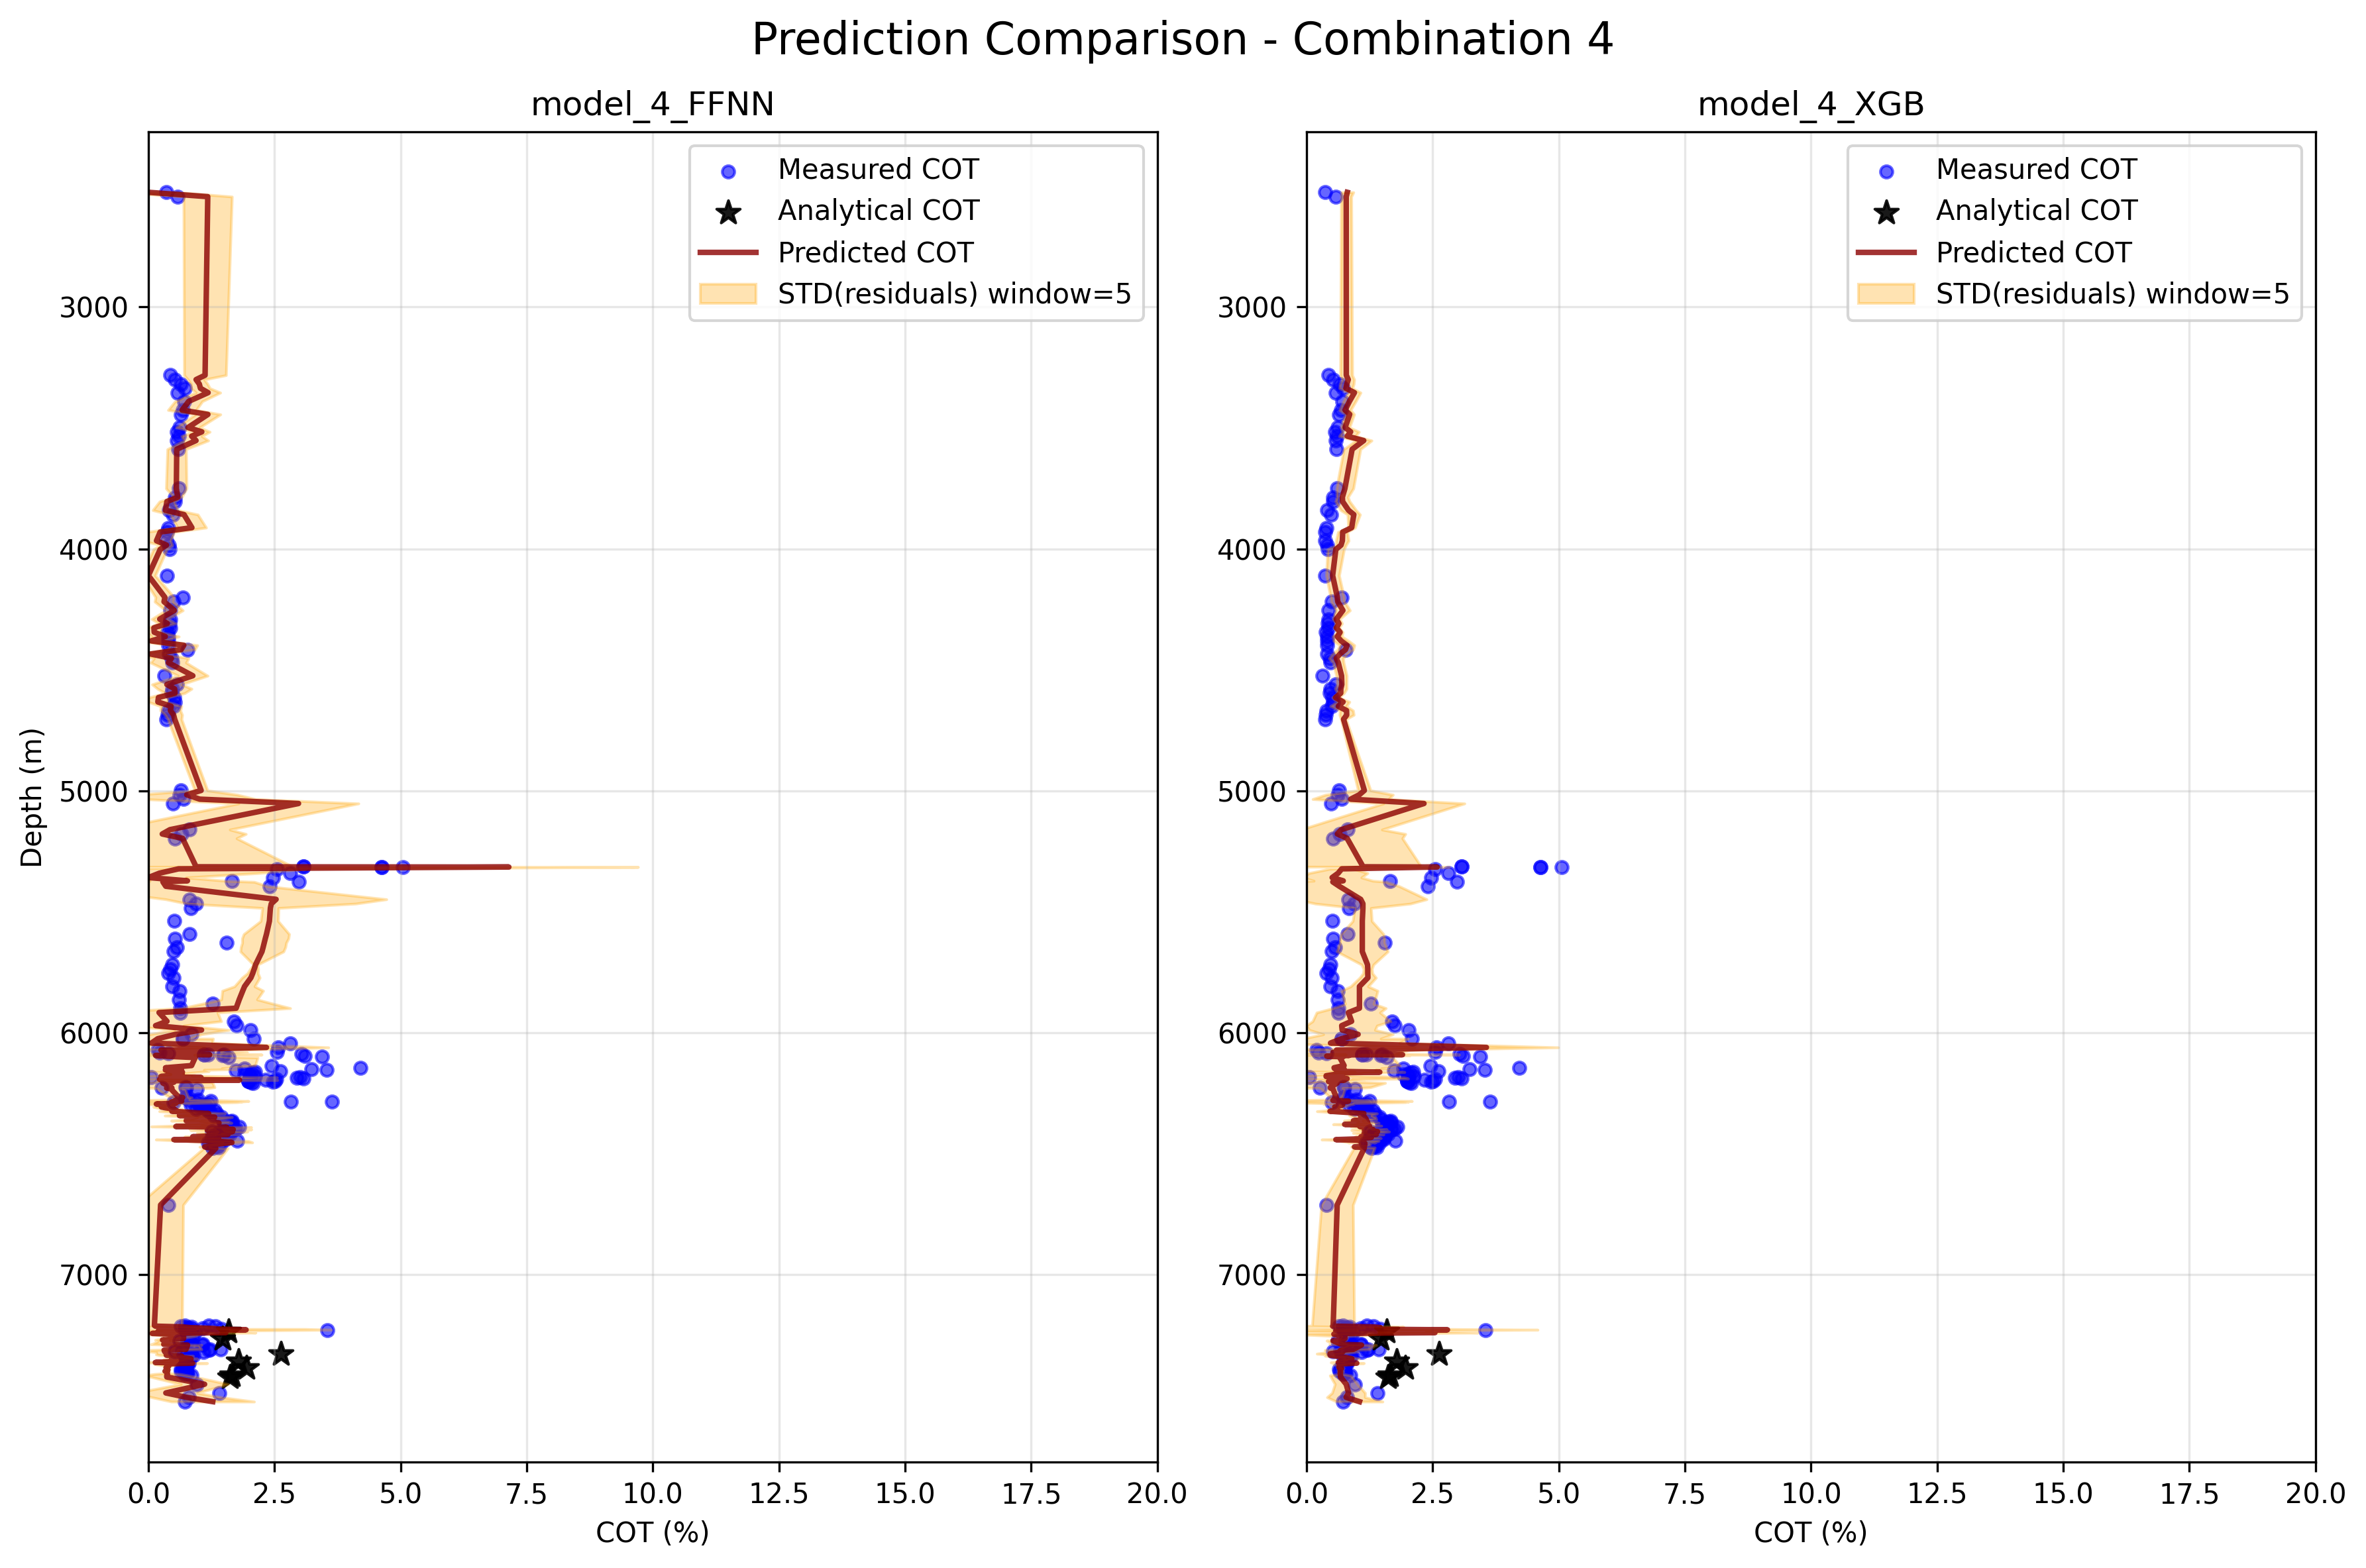 Prediction Comparison - Combination 4
model_4_FFNN
Measured COT
Analytical COT
Predicted COT
STD(residuals) window=5
3000
4000
5000
6000
7000
Depth (m)
0.0 2.5 5.0 7.5 10.0 12.5 15.0 17.5 20.0
COT (%)
model_4_XGB
Measured COT
Analytical COT
Predicted COT
STD(residuals) window=5
3000
4000
5000
6000
7000
0.0 2.5 5.0 7.5 10.0 12.5 15.0 17.5 20.0
COT (%)